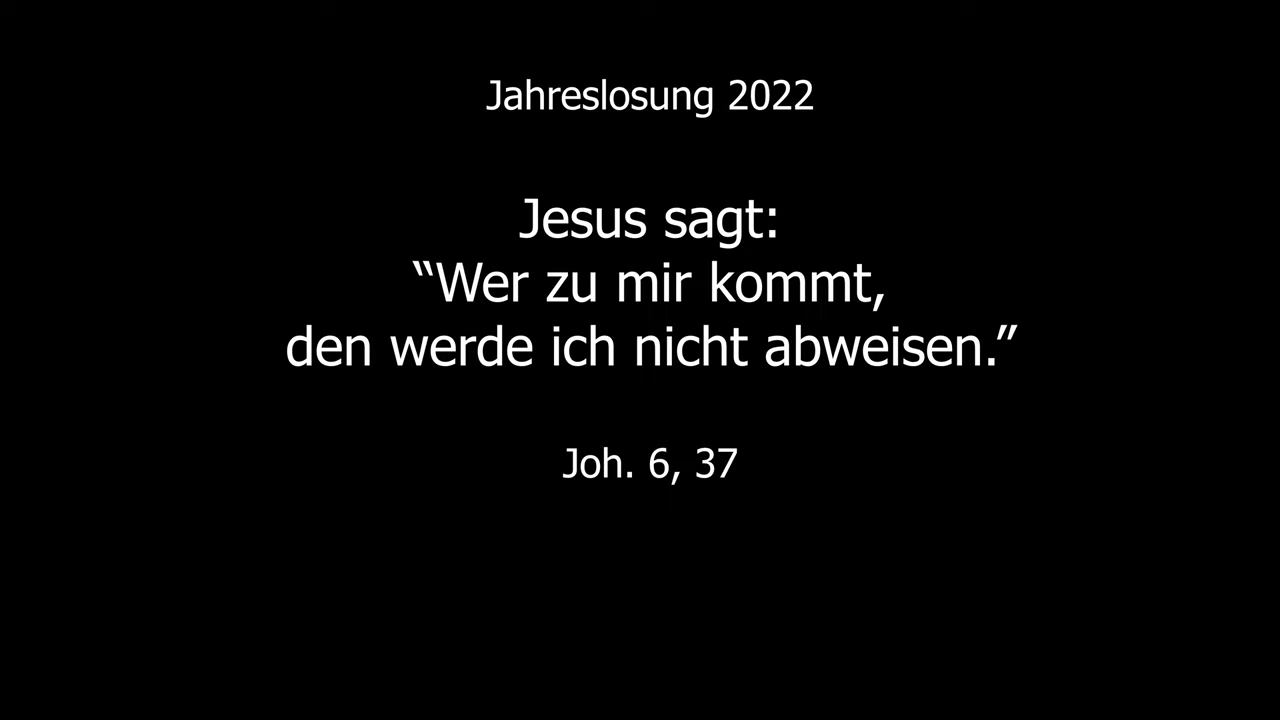 Jahreslosung 2022
Jesus sagt:
“Wer zu mir kommt,
den werde ich nicht abweisen.”
Joh. 6, 37